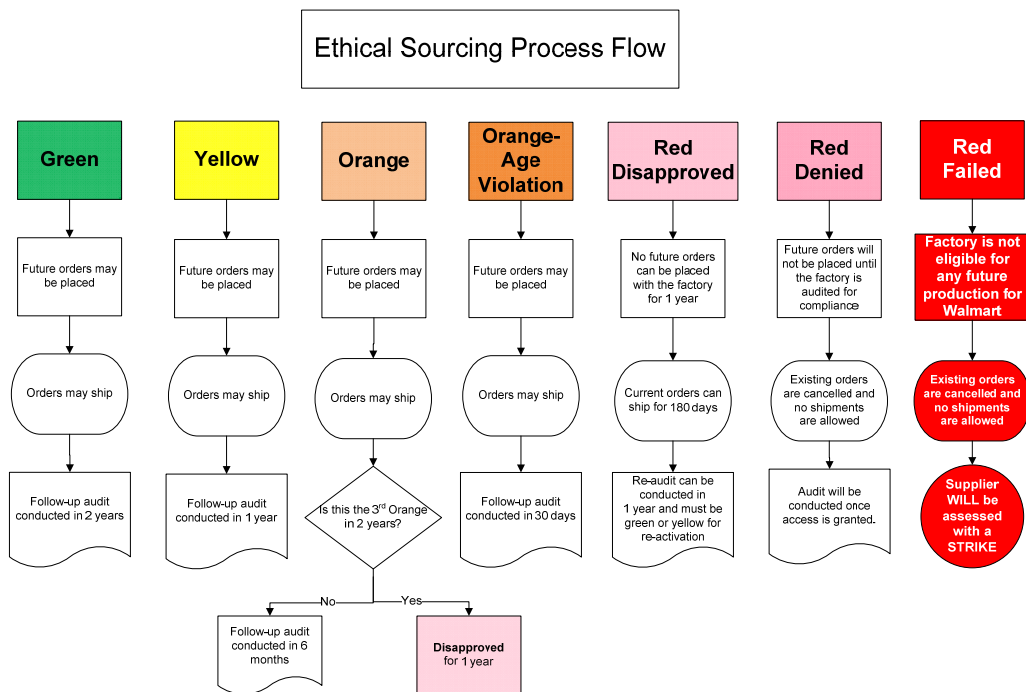 Ethical Sourcing Process Flow
Green
Yellow
Orange
Orange-
Age
Violation
Red
Disapproved
Red
Denied
Red
Failed
Future orders may
be placed
Future orders may
be placed
Future orders may
be placed
Future orders may
be placed
No future orders
can be placed
with the factory
for 1 year
Future orders will
not be placed until
the factory is
audited for
compliance
Factory is not
eligible for
any future
production for
Walmart
Orders may ship
Orders may ship
Orders may ship
Orders may ship
Current orders can
ship for 180 days
Existing orders
are cancelled and
no shipments
are allowed
Existing orders
are cancelled and
no shipments
are allowed
Follow-up audit
conducted in 2 years
Follow-up audit
conducted in 1 year
Is this the 3rd Orange
in 2 years?
Follow-up audit
conducted in 30 days
Re-audit can be
conducted in
1 year and must be
green or yellow for
re-activation
Audit will be
conducted once
access is granted.
Supplier
WILL be
assessed
with a
STRIKE
No
Yes
Follow-up audit
conducted in 6
months
Disapproved
for 1 year